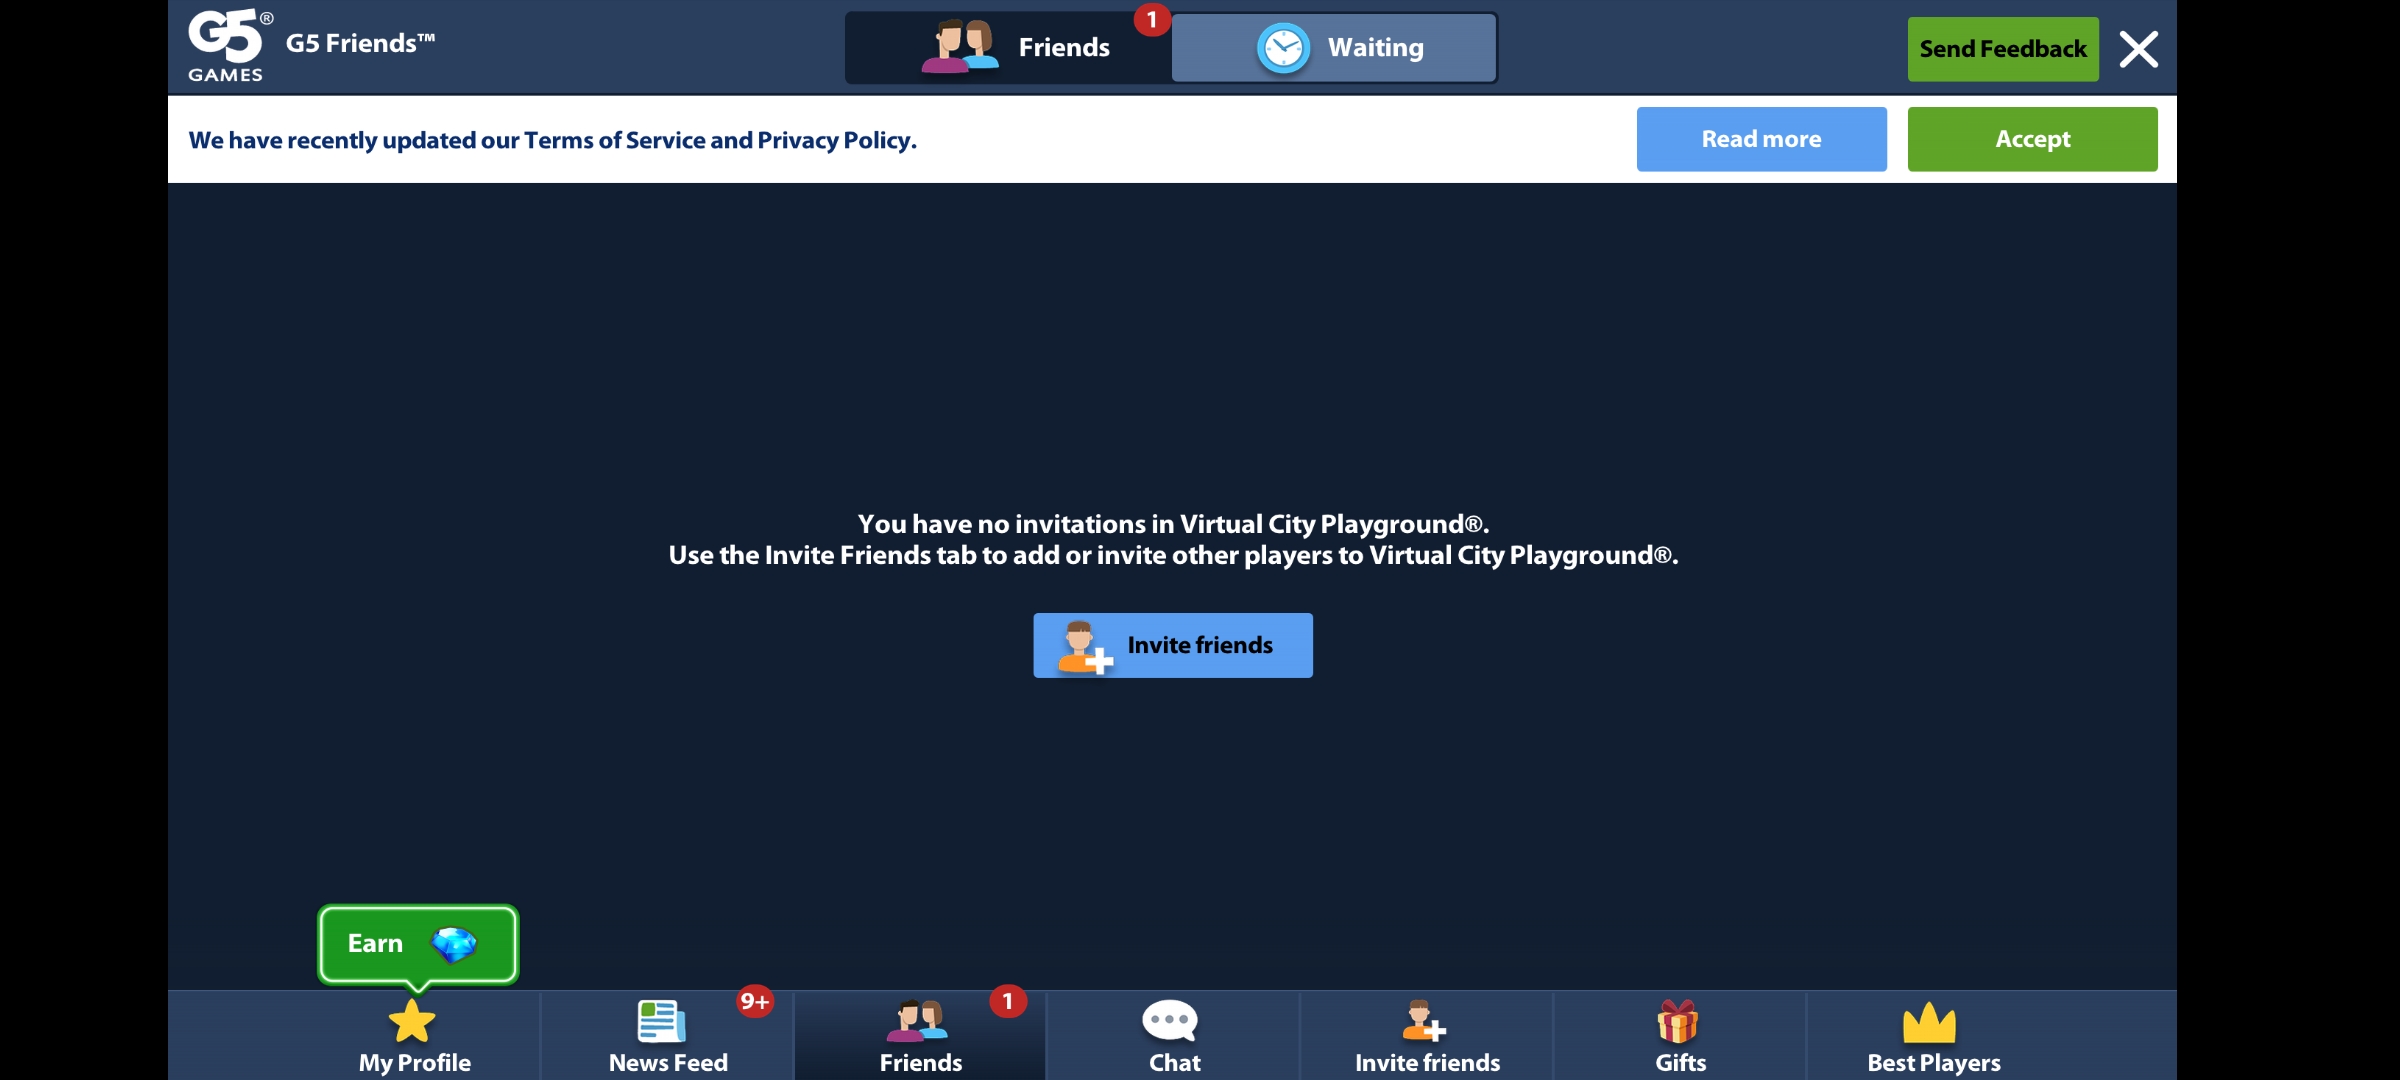 G5®
GAMES
G5 Friends™
Friends
1
Waiting
Send Feedback
We have recently updated our Terms of Service and Privacy Policy.
Read more
Accept
You have no invitations in Virtual City Playground®.
Use the Invite Friends tab to add or invite other players to Virtual City Playground®.
Invite friends
Earn
My Profile
9+
News Feed
1
Friends
Chat
Invite friends
Gifts
Best Players